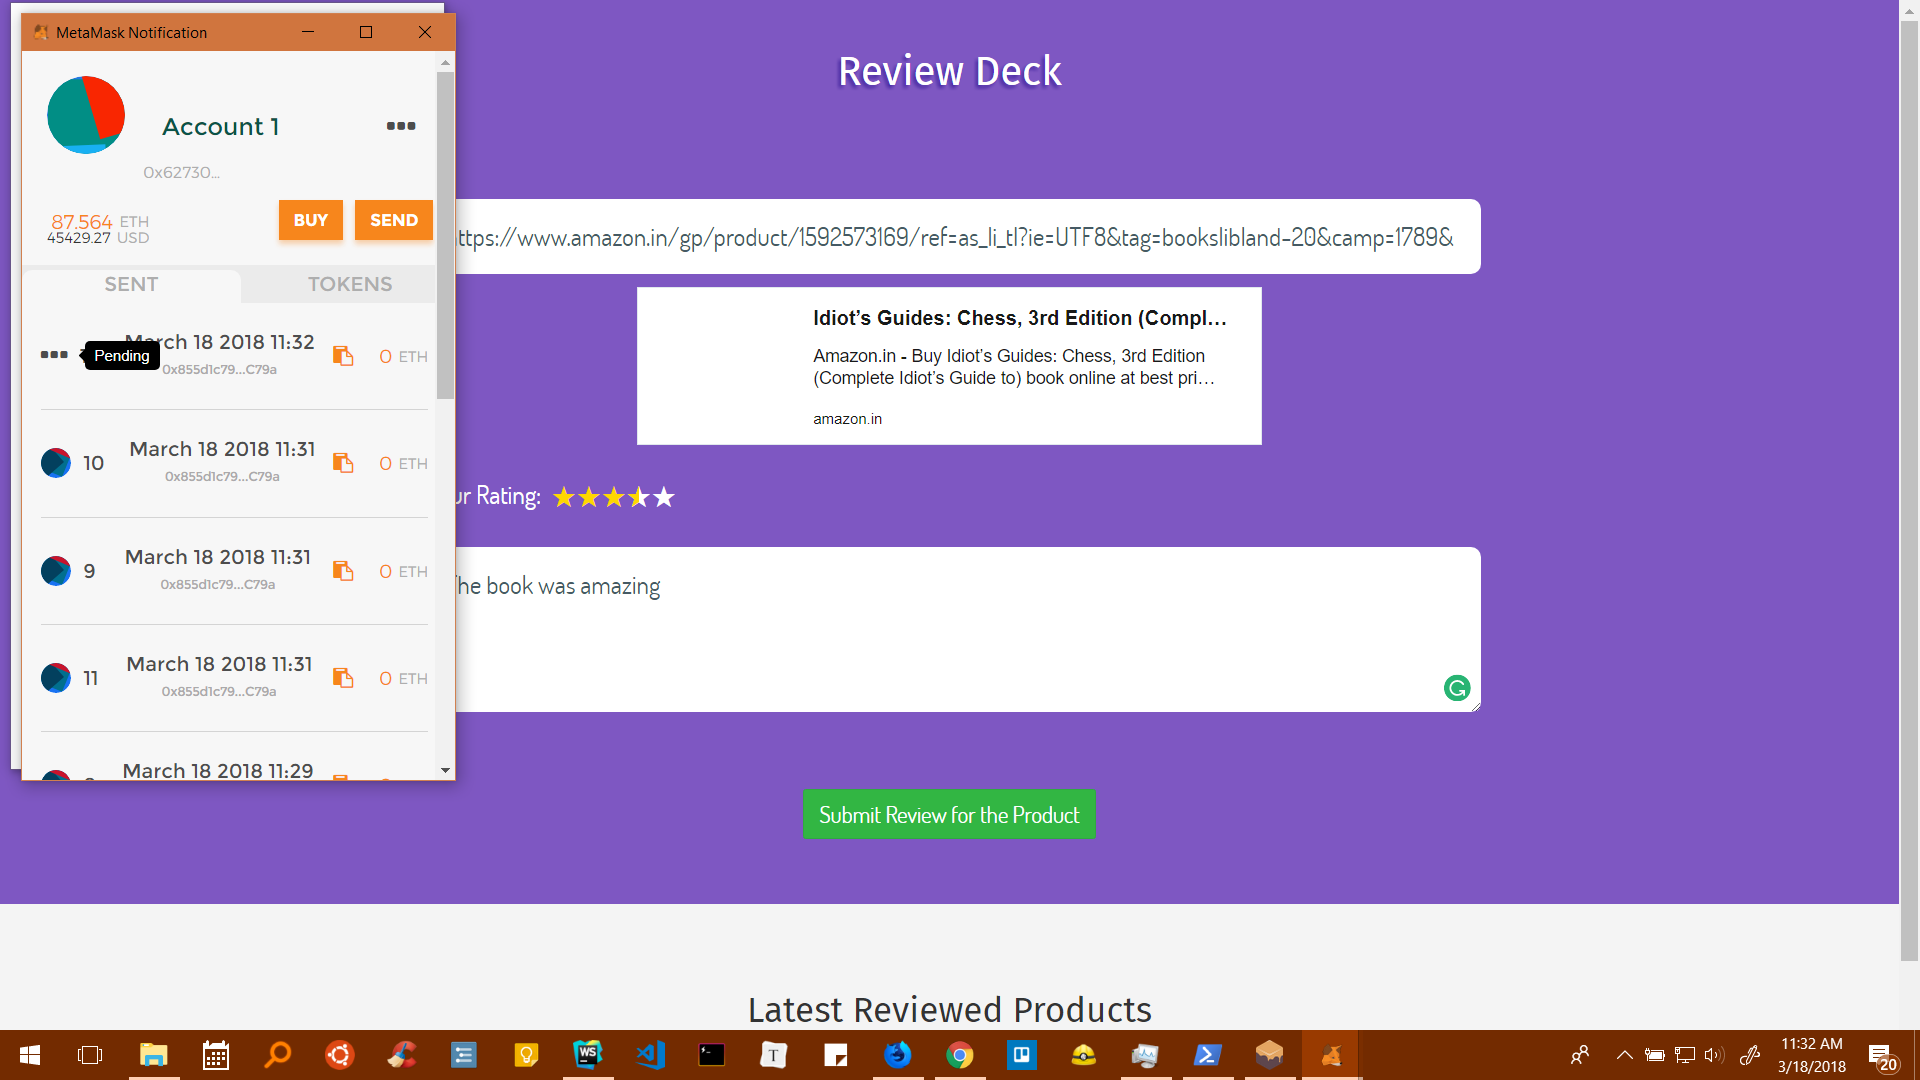 MetaMask Notification
Account 1
0x62730...
87.564 ETH
45429.27 USD
BUY
SEND
SENT
TOKENS
Pending
March 18 2018 11:32
0x855d1c79...C79a
0 ETH
10
March 18 2018 11:31
0x855d1c79...C79a
0 ETH
9
March 18 2018 11:31
0x855d1c79...C79a
0 ETH
11
March 18 2018 11:31
0x855d1c79...C79a
0 ETH
March 18 2018 11:29
Review Deck
ttps://www.amazon.in/gp/product/1592573169/ref=as_li_tl?ie=UTF8&tag=bookslibland-20&camp=1789&
Idiot's Guides: Chess, 3rd Edition (Compl...
Amazon.in - Buy Idiot's Guides: Chess, 3rd Edition
(Complete Idiot's Guide to) book online at best pri...
amazon.in
ur Rating:
The book was amazing
Submit Review for the Product
Latest Reviewed Products
WS
T
11:32 AM
3/18/2018
20